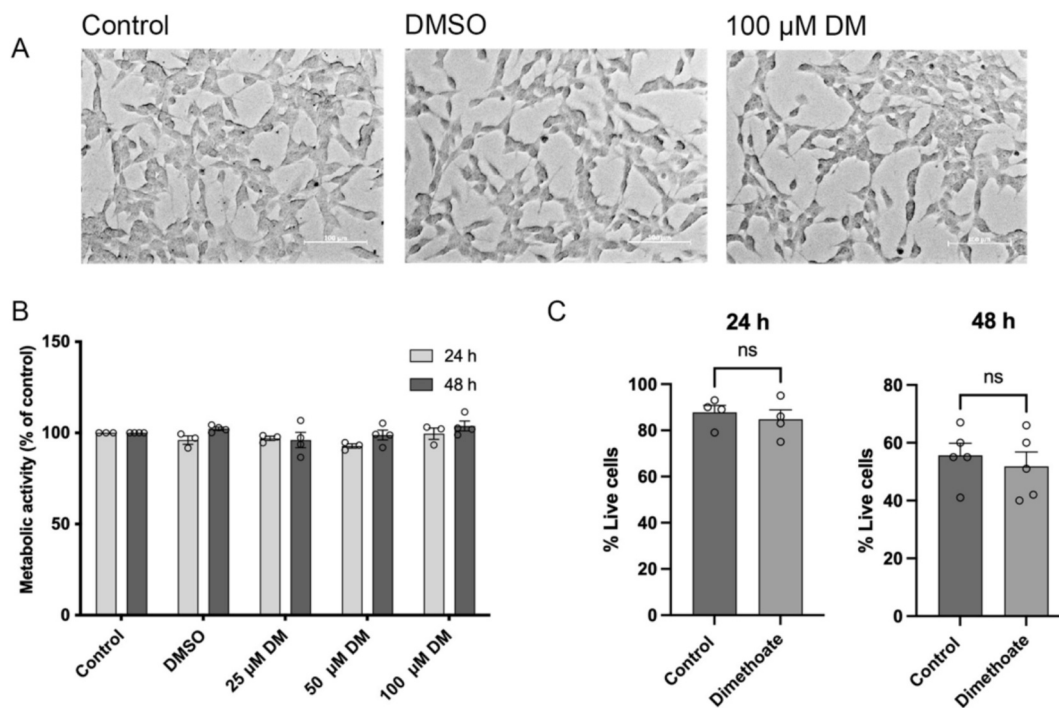 Control
DMSO
100 µM DM
A
100 µm
B
150
100
50
0
Metabolic activity (% of control)
24 h
48 h
Control
DMSO
25 µM DM
50 µM DM
100 µM DM
C
24 h
ns
100
80
60
40
20
0
% Live cells
Control
Dimethoate
48 h
ns
80
60
40
20
0
% Live cells
Control
Dimethoate